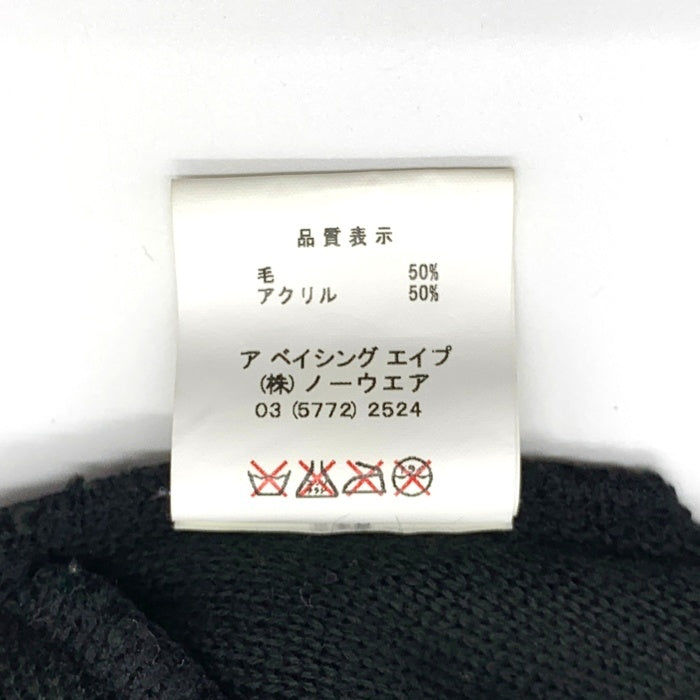 品質表示
毛 50%
アクリル 50%
ア ベイシング エイプ
(株) ノーウエア
03 (5772) 2524